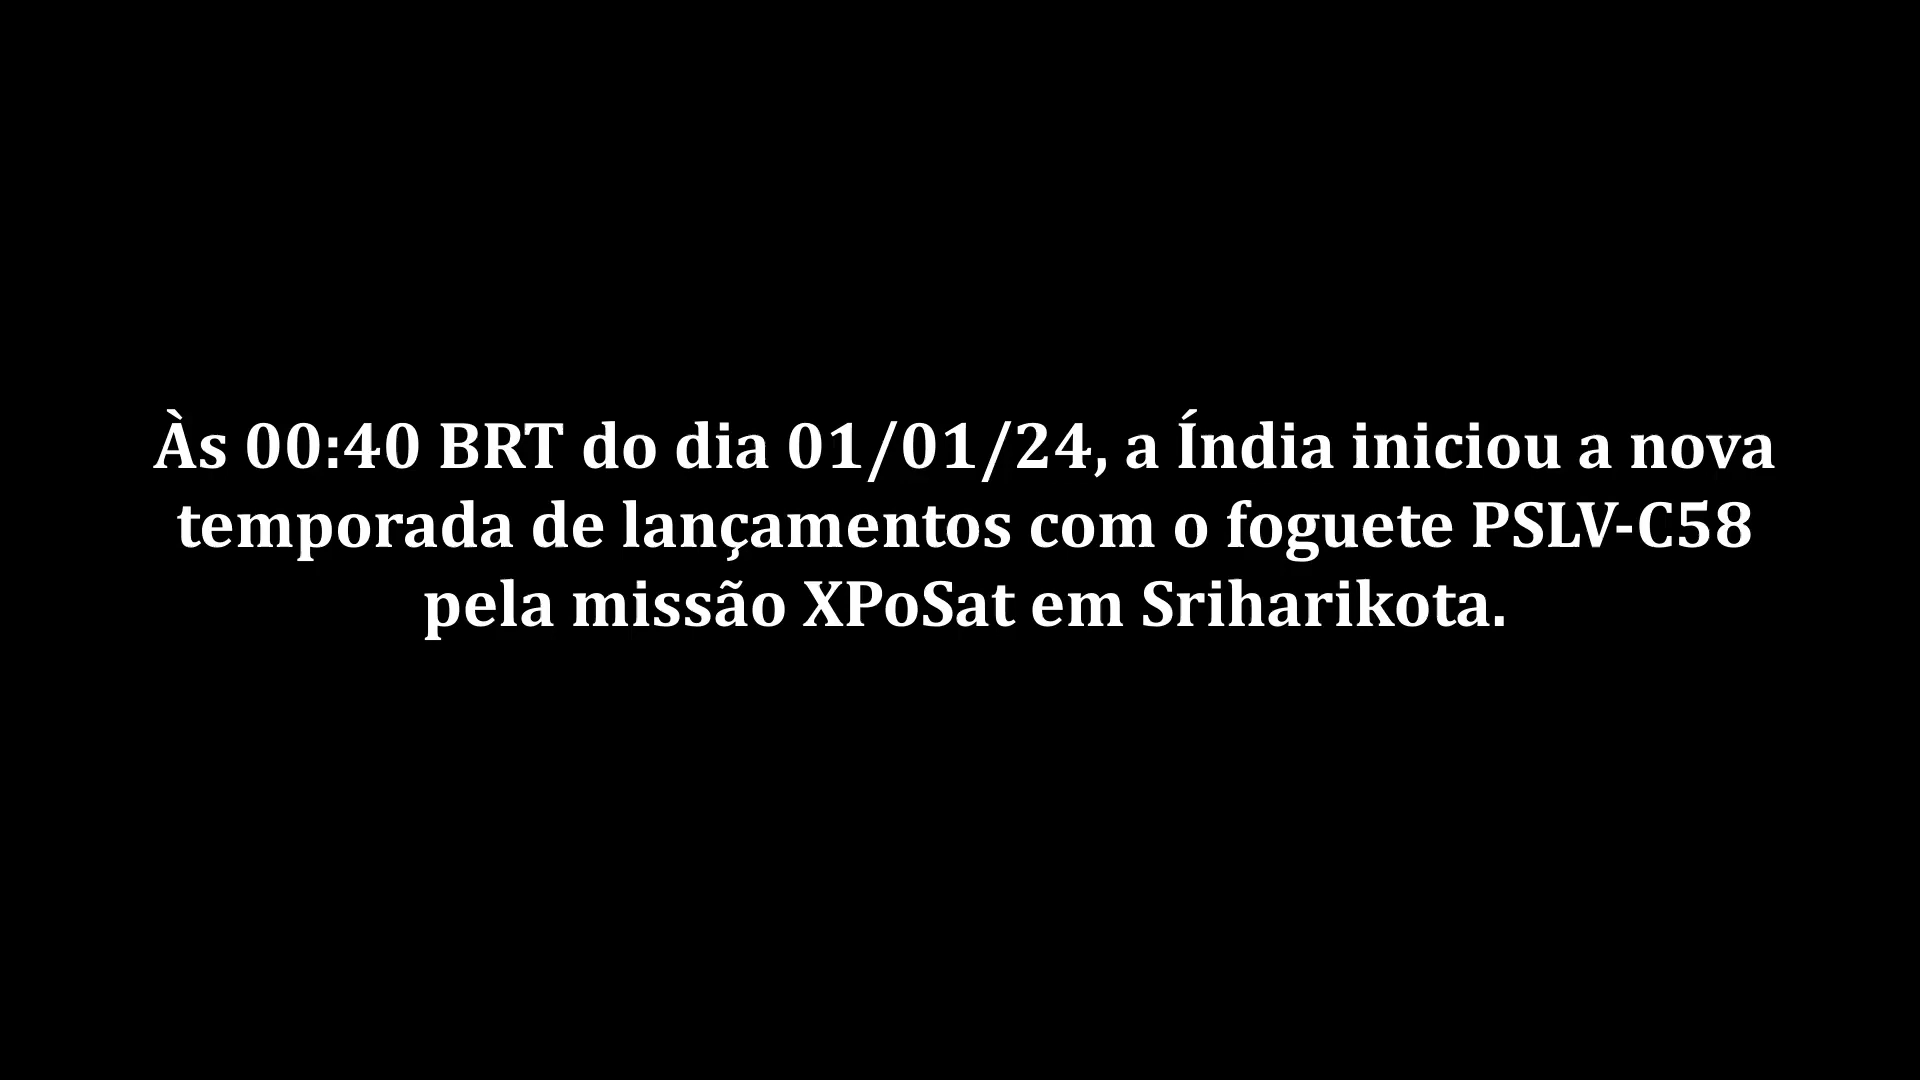 Às 00:40 BRT do dia 01/01/24, a Índia iniciou a nova
temporada de lançamentos com o foguete PSLV-C58
pela missão XPoSat em Sriharikota.